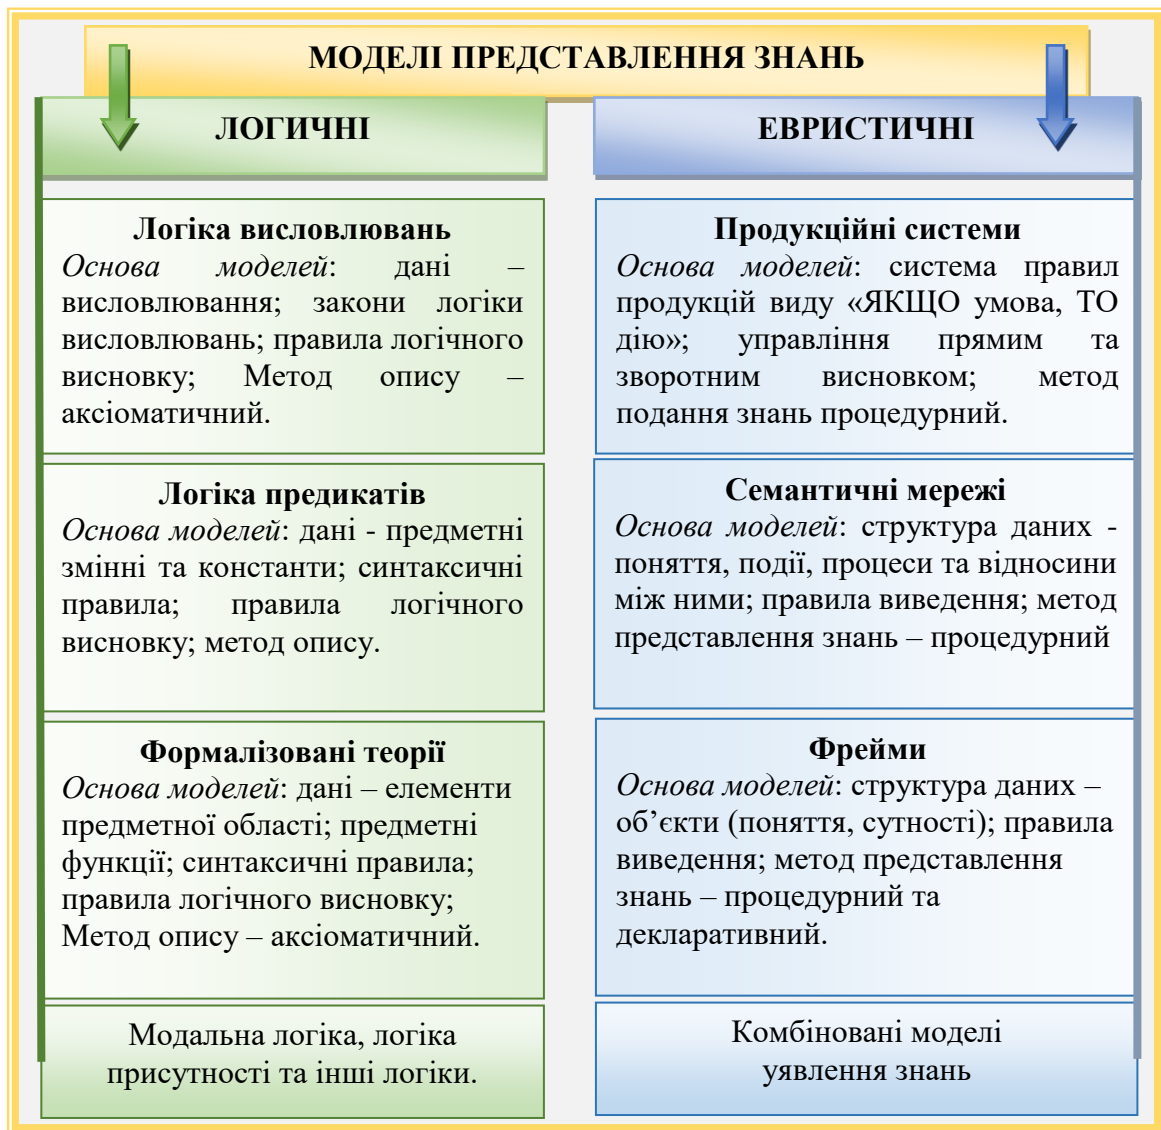 МОДЕЛІ ПРЕДСТАВЛЕННЯ ЗНАНЬ
ЛОГИЧНІ
Логіка висловлювань
Основа моделей: дані –
висловлювання; закони логіки
висловлювань; правила логічного
висновку; Метод опису –
аксіоматичний.
Логіка предикатів
Основа моделей: дані - предметні
змінні та константи; синтаксичні
правила; правила логічного
висновку; метод опису.
Формалізовані теорії
Основа моделей: дані – елементи
предметної області; предметні
функції; синтаксичні правила;
правила логічного висновку;
Метод опису – аксіоматичний.
Модальна логіка, логіка
присутності та інші логіки.
ЕВРИСТИЧНІ
Продукційні системи
Основа моделей: система правил
продукцій виду «ЯКЩО умова, ТО
дію»; управління прямим та
зворотним висновком; метод
подання знань процедурний.
Семантичні мережі
Основа моделей: структура даних -
поняття, події, процеси та відносини
між ними; правила виведення; метод
представлення знань – процедурний
Фрейми
Основа моделей: структура даних –
об’єкти (поняття, сутності); правила
виведення; метод представлення
знань – процедурний та
декларативний.
Комбіновані моделі
уявлення знань